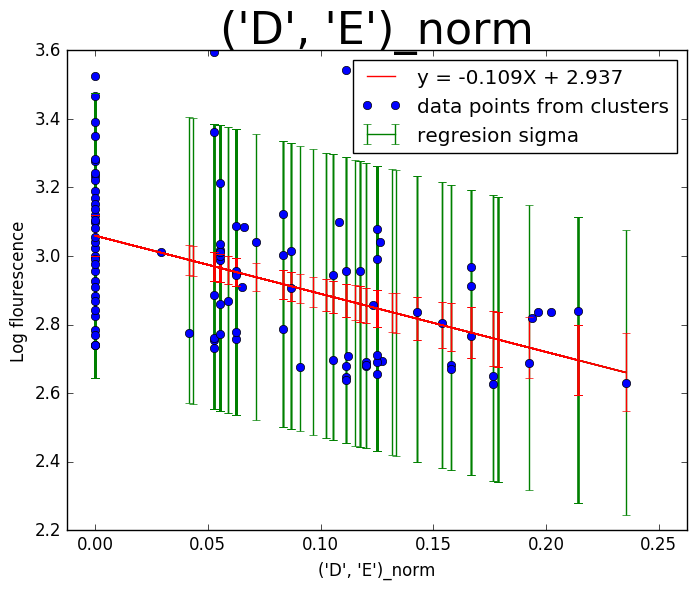 ('D', 'E')_norm
y = -0.109X + 2.937
data points from clusters
regresion sigma
3.6
3.4
3.2
3.0
2.8
2.6
2.4
2.2
Log flourescence
0.00 0.05 0.10 0.15 0.20 0.25
('D', 'E')_norm